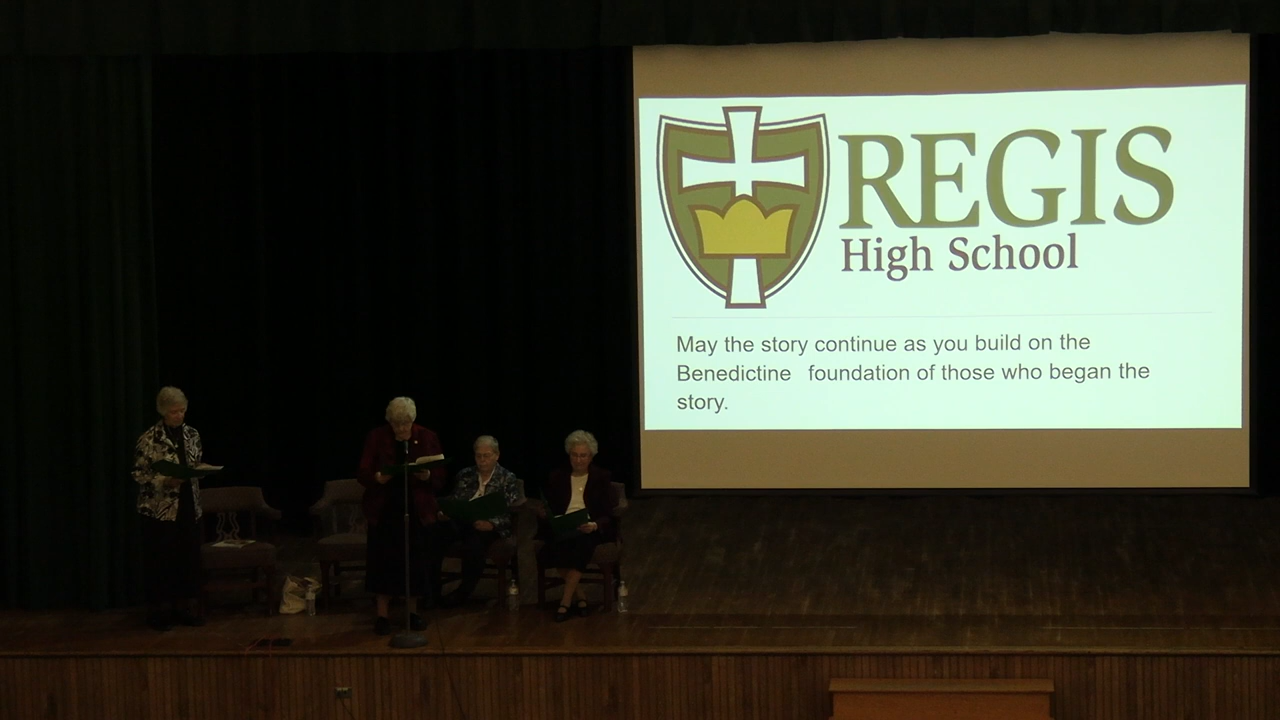 REGIS
High School
May the story continue as you build on the
Benedictine foundation of those who began the
story.